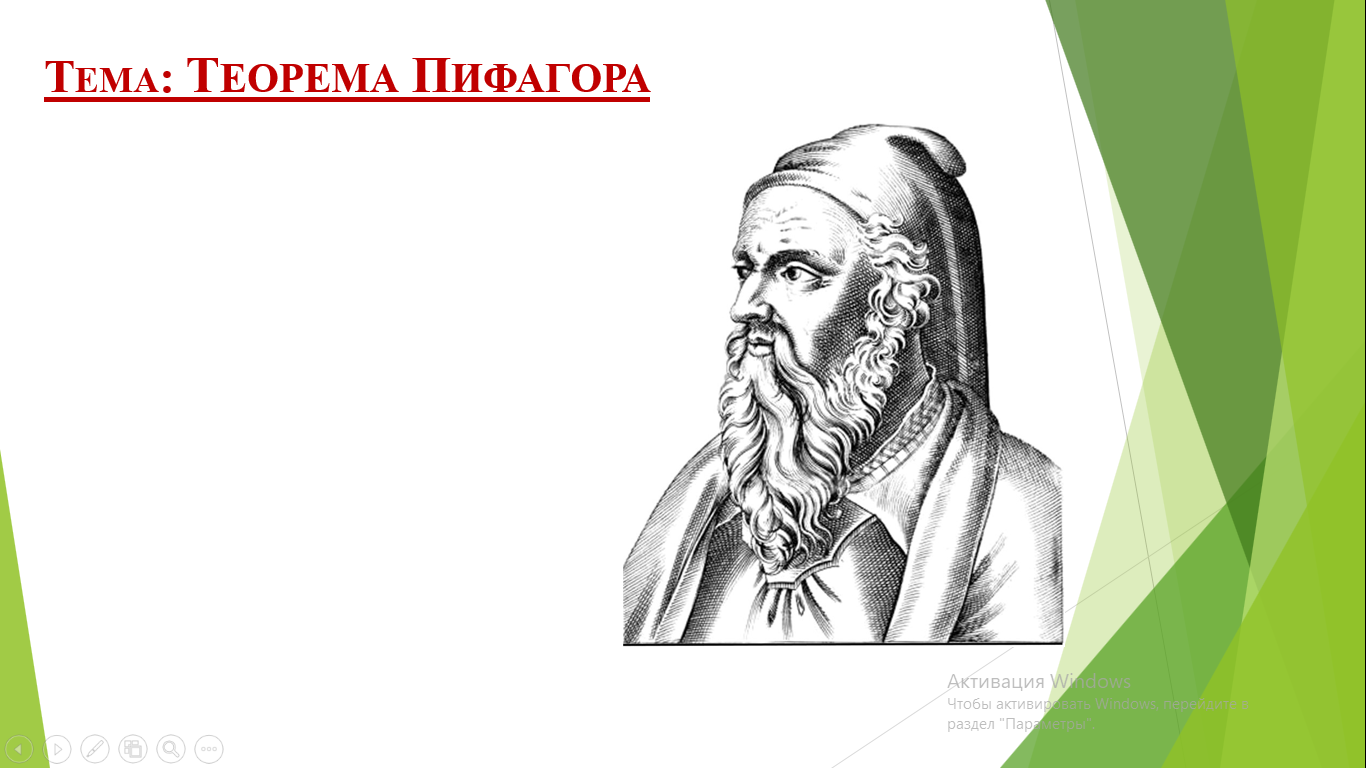 Тема: Теорема Пифагора
Активация Windows
Чтобы активировать Windows, перейдите в
раздел "Параметры".